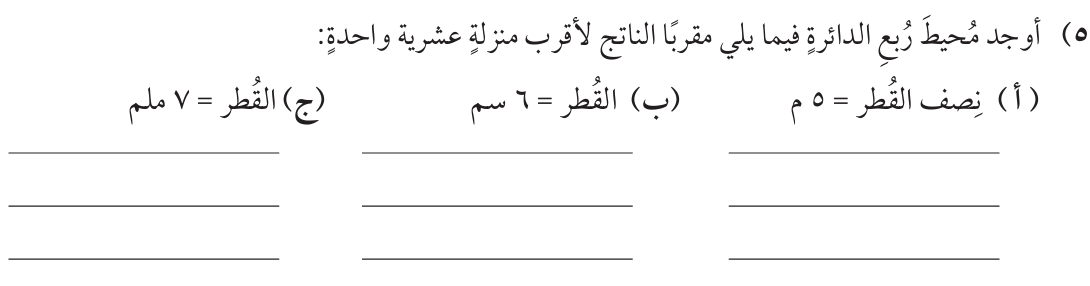 ٥) أوجد مُحيطَ رُبعِ الدائرةِ فيما يلي مقربًا الناتج لأقرب منزلةٍ عشرية واحدةٍ:
(أ) نِصف القُطر = ٥ م (ب) القُطر = ٦ سم (ج) القُطر = ٧ ملم